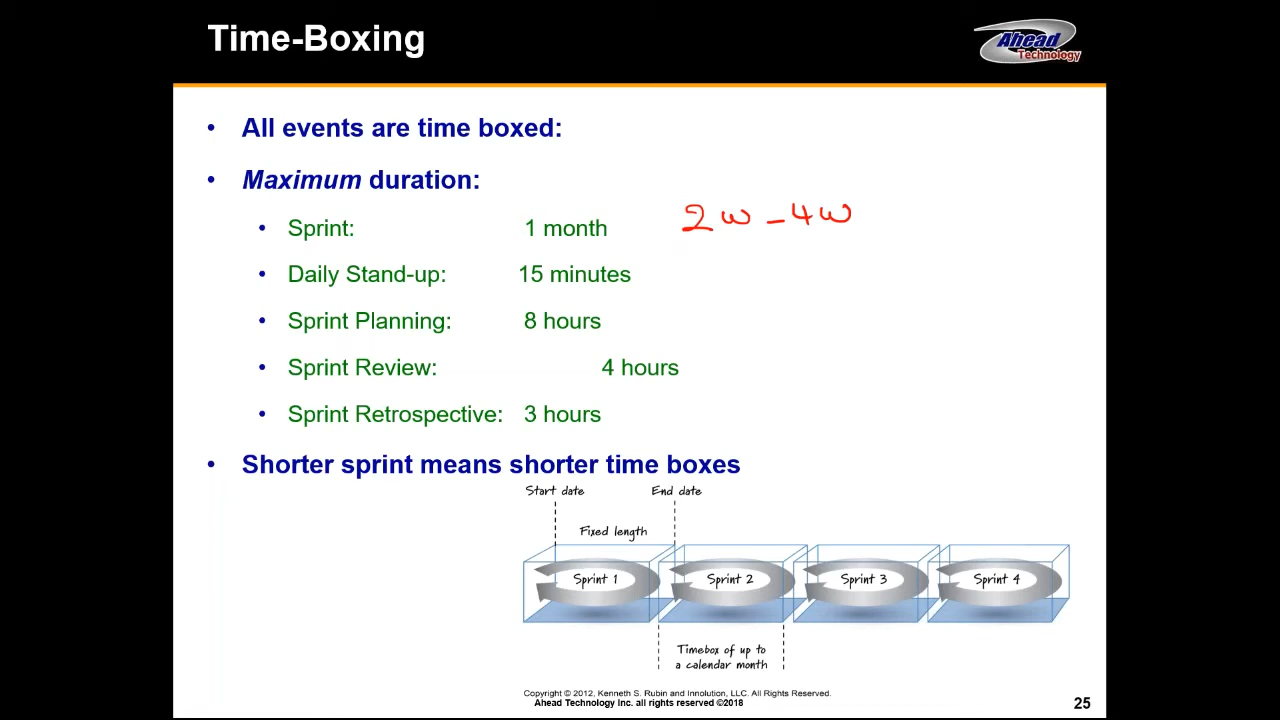 Time-Boxing
Ahead
Technology
• All events are time boxed:
• Maximum duration:
• Sprint: 1 month 2w - 4w
• Daily Stand-up: 15 minutes
• Sprint Planning: 8 hours
• Sprint Review: 4 hours
• Sprint Retrospective: 3 hours
• Shorter sprint means shorter time boxes
Start date End date
Fixed length
Sprint 1 Sprint 2 Sprint 3 Sprint 4
Timebox of up to
a calendar month
Copyright © 2012, Kenneth S. Rubin and Innolution, LLC. All Rights Reserved.
Ahead Technology Inc. all rights reserved ©2018
25